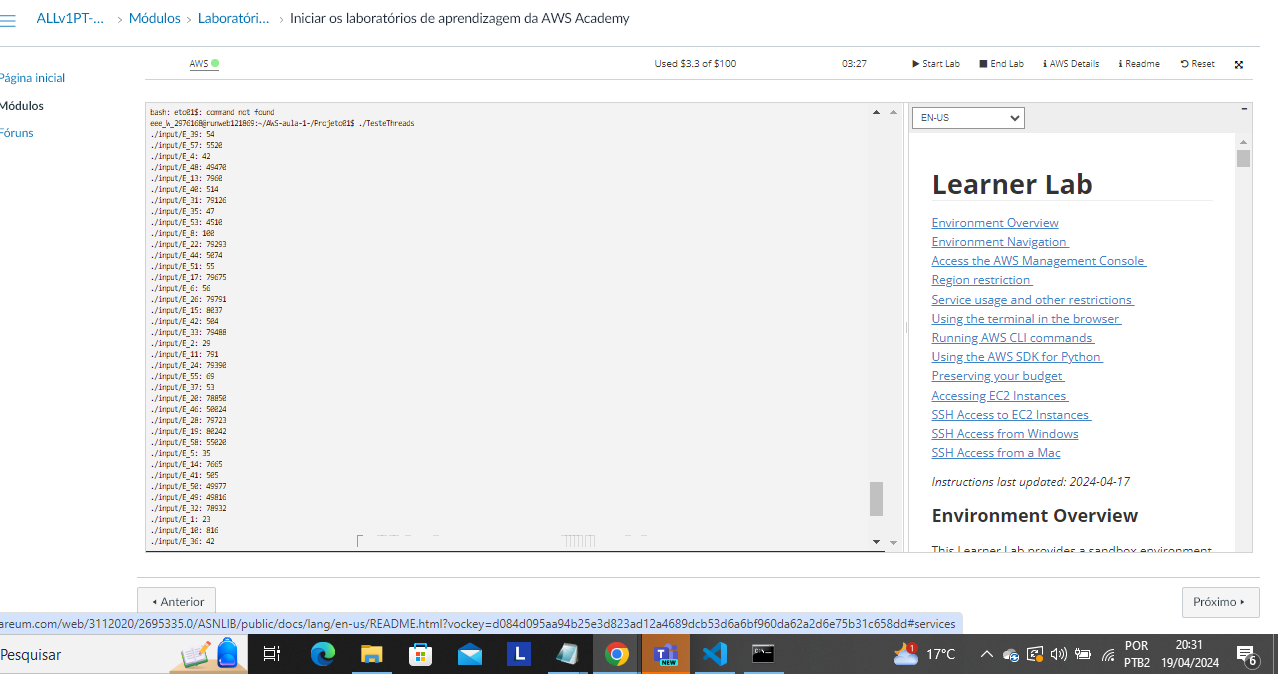 ALLv1PT-... > Módulos > Laboratóri... > Iniciar os laboratórios de aprendizagem da AWS Academy
Página inicial
Módulos
Fóruns
AWS
Used $3.3 of $100
03:27
Start Lab
End Lab
AWS Details
Readme
Reset
bash: eto01$: command not found
eee_W_2976168@runweb121869:~/AWS-aula-1-/Projeto01$ ./TesteThreads
./input/E_39: 54
./input/E_57: 5520
./input/E_4: 42
./input/E_48: 49470
./input/E_13: 7960
./input/E_40: 514
./input/E_31: 79126
./input/E_35: 47
./input/E_53: 4510
./input/E_8: 100
./input/E_22: 79293
./input/E_44: 5074
./input/E_51: 55
./input/E_17: 79675
./input/E_6: 56
./input/E_26: 79791
./input/E_15: 8037
./input/E_42: 504
./input/E_33: 79488
./input/E_2: 29
./input/E_11: 791
./input/E_24: 79390
./input/E_55: 69
./input/E_37: 53
./input/E_20: 78850
./input/E_46: 50024
./input/E_28: 79723
./input/E_19: 80242
./input/E_58: 55020
./input/E_5: 35
./input/E_14: 7665
./input/E_41: 505
./input/E_50: 49977
./input/E_49: 49816
./input/E_32: 78932
./input/E_1: 23
./input/E_10: 816
./input/E_36: 42
EN-US
Learner Lab
Environment Overview
Environment Navigation
Access the AWS Management Console
Region restriction
Service usage and other restrictions
Using the terminal in the browser
Running AWS CLI commands
Using the AWS SDK for Python
Preserving your budget
Accessing EC2 Instances
SSH Access to EC2 Instances
SSH Access from Windows
SSH Access from a Mac
Instructions last updated: 2024-04-17
Environment Overview
This Learner Lab provides a sandbox environment
Anterior
Próximo
areum.com/web/3112020/2695335.0/ASNLIB/public/docs/lang/en-us/README.html?vockey=d084d095aa94b25e3d823ad12a4689dcb53d6a6bf960da62a2d6e75b31c658dd#services
Pesquisar
L
T
NEW
1
17°C
POR
PTB2
20:31
19/04/2024
6